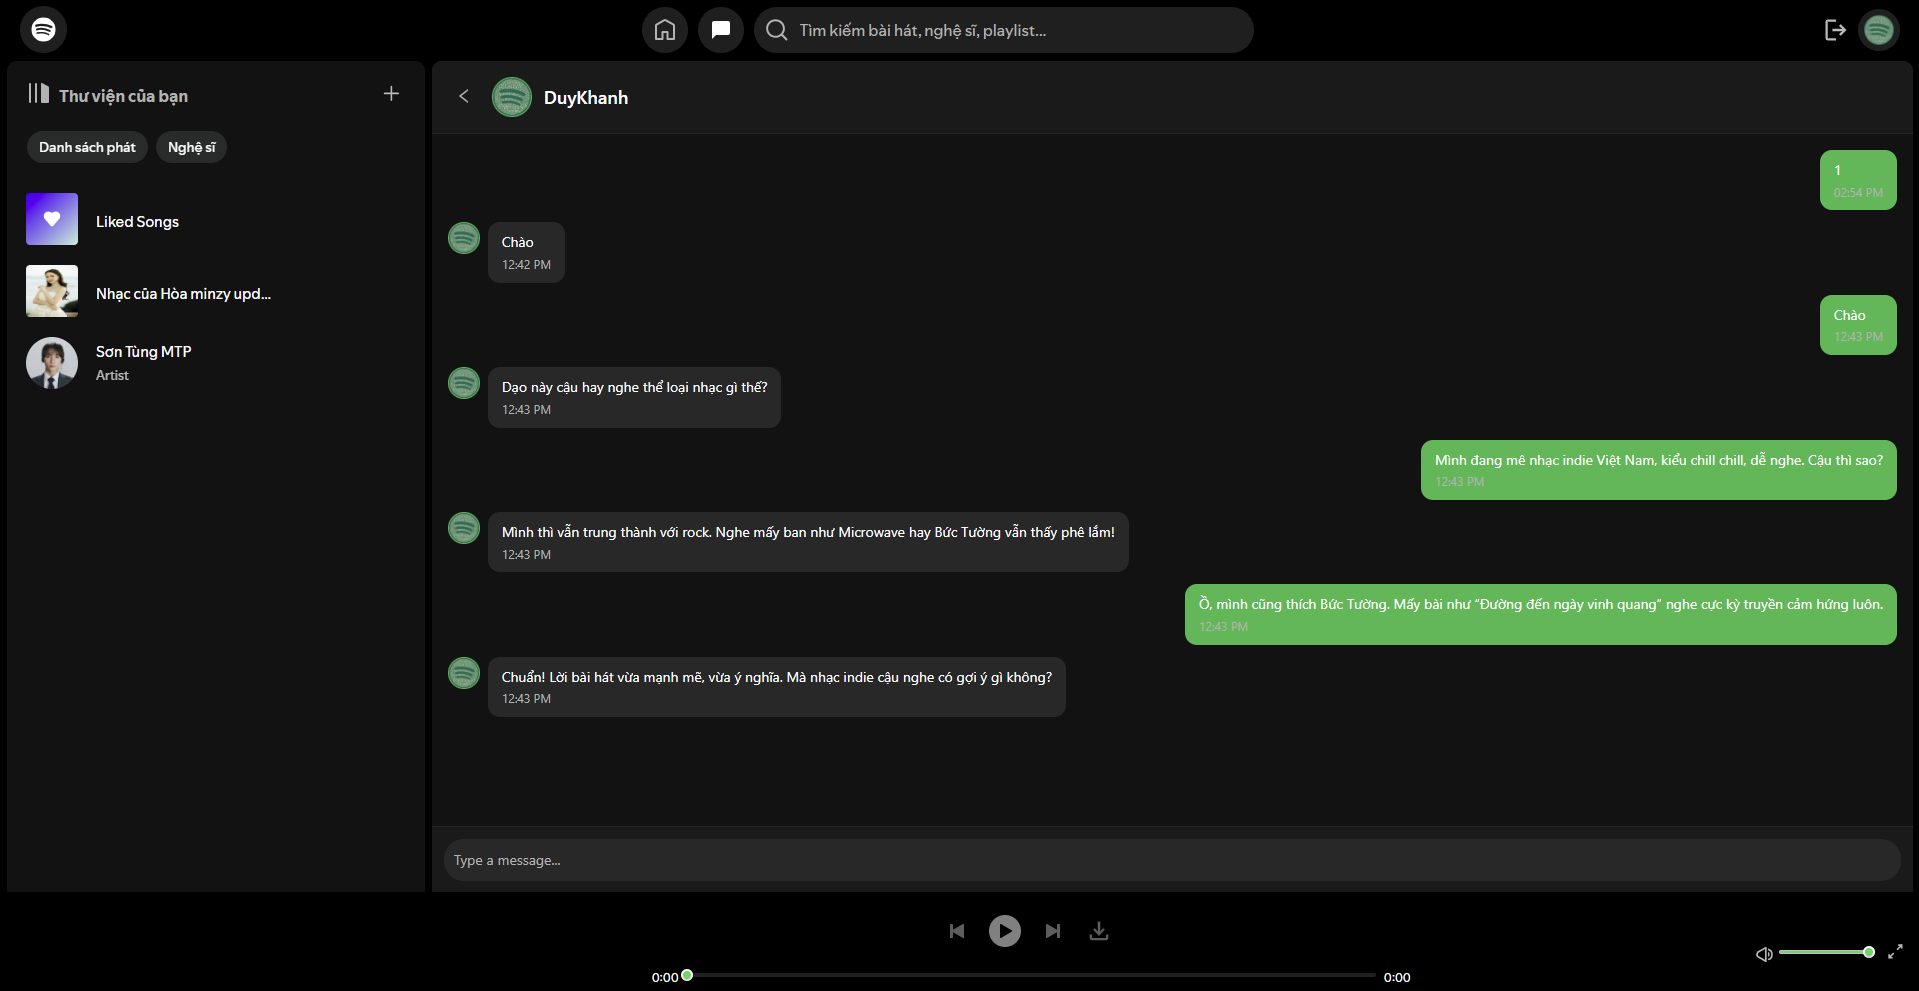 Tìm kiếm bài hát, nghệ sĩ, playlist...
Thư viện của bạn
Danh sách phát
Nghệ sĩ
Liked Songs
Nhạc của Hòa minzy upd...
Sơn Tùng MTP
Artist
DuyKhanh
1
02:54 PM
Chào
12:42 PM
Chào
12:43 PM
Dạo này cậu hay nghe thể loại nhạc gì thế?
12:43 PM
Mình đang mê nhạc indie Việt Nam, kiểu chill chill, dễ nghe. Cậu thì sao?
12:43 PM
Mình thì vẫn trung thành với rock. Nghe mấy ban như Microwave hay Bức Tường vẫn thấy phê lắm!
12:43 PM
Ồ, mình cũng thích Bức Tường. Mấy bài như “Đường đến ngày vinh quang” nghe cực kỳ truyền cảm hứng luôn.
12:43 PM
Chuẩn! Lời bài hát vừa mạnh mẽ, vừa ý nghĩa. Mà nhạc indie cậu nghe có gợi ý gì không?
12:43 PM
Type a message...
0:00
0:00